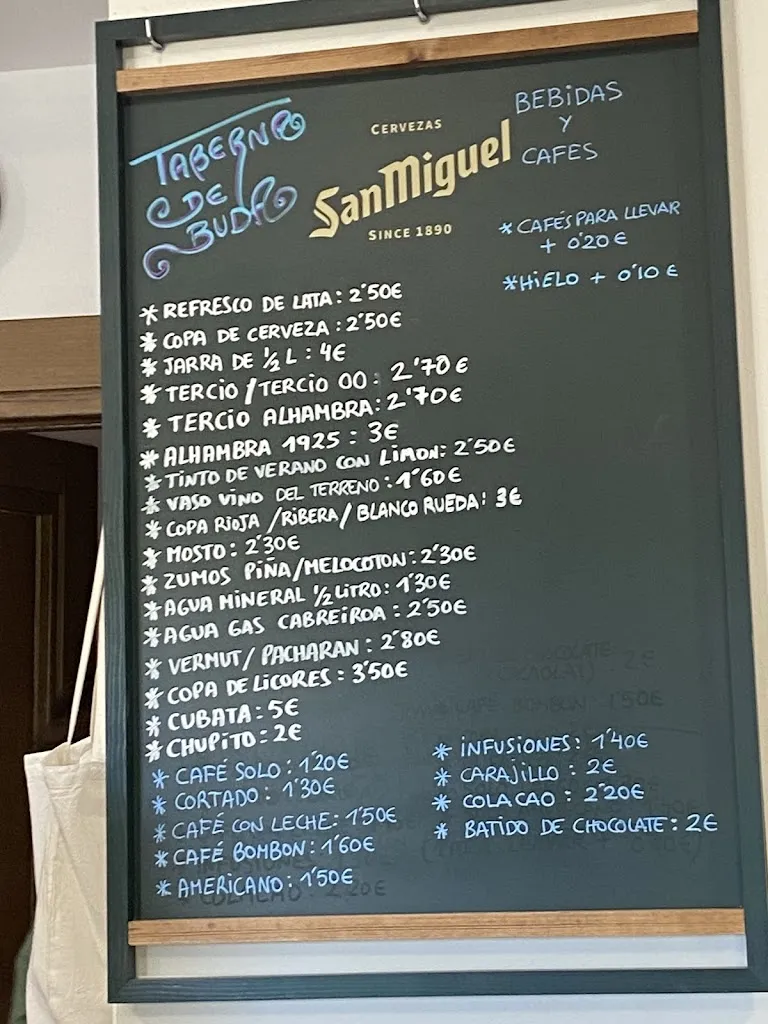 TABERNA
DE
BUDA
CERVEZAS
SanMiguel
SINCE 1890
BEBIDAS
Y
CAFES
* CAFÉS PARA LLEVAR
+ 0'20 €
* HIELO + 0'10 €
* REFRESCO DE LATA: 2'50€
* COPA DE CERVEZA: 2'50€
* JARRA DE 1/2 L: 4€
* TERCIO/TERCIO 00: 2'70€
* TERCIO ALHAMBRA: 2'70€
* ALHAMBRA 1925: 3€
* TINTO DE VERANO CON LIMON: 2'50€
* VASO VINO DEL TERRENO: 1'60€
* COPA RIOJA/RIBERA/BLANCO RUEDA: 3€
* MOSTO: 2'30€
* ZUMOS PIÑA/MELOCOTON: 2'30€
* AGUA MINERAL 1/2 LITRO: 1'30€
* AGUA GAS CABREIROA: 2'50€
* VERMUT/PACHARAN: 2'80€
* COPA DE LICORES: 3'50€
* CUBATA: 5€
* CHUPITO: 2€
* CAFÉ SOLO: 1'20€
* CORTADO: 1'30€
* CAFÉ CON LECHE: 1'50€
* CAFÉ BOMBON: 1'60€
* AMERICANO: 1'50€
* INFUSIONES: 1'40€
* CARAJILLO: 2€
* COLACAO: 2'20€
* BATIDO DE CHOCOLATE: 2€